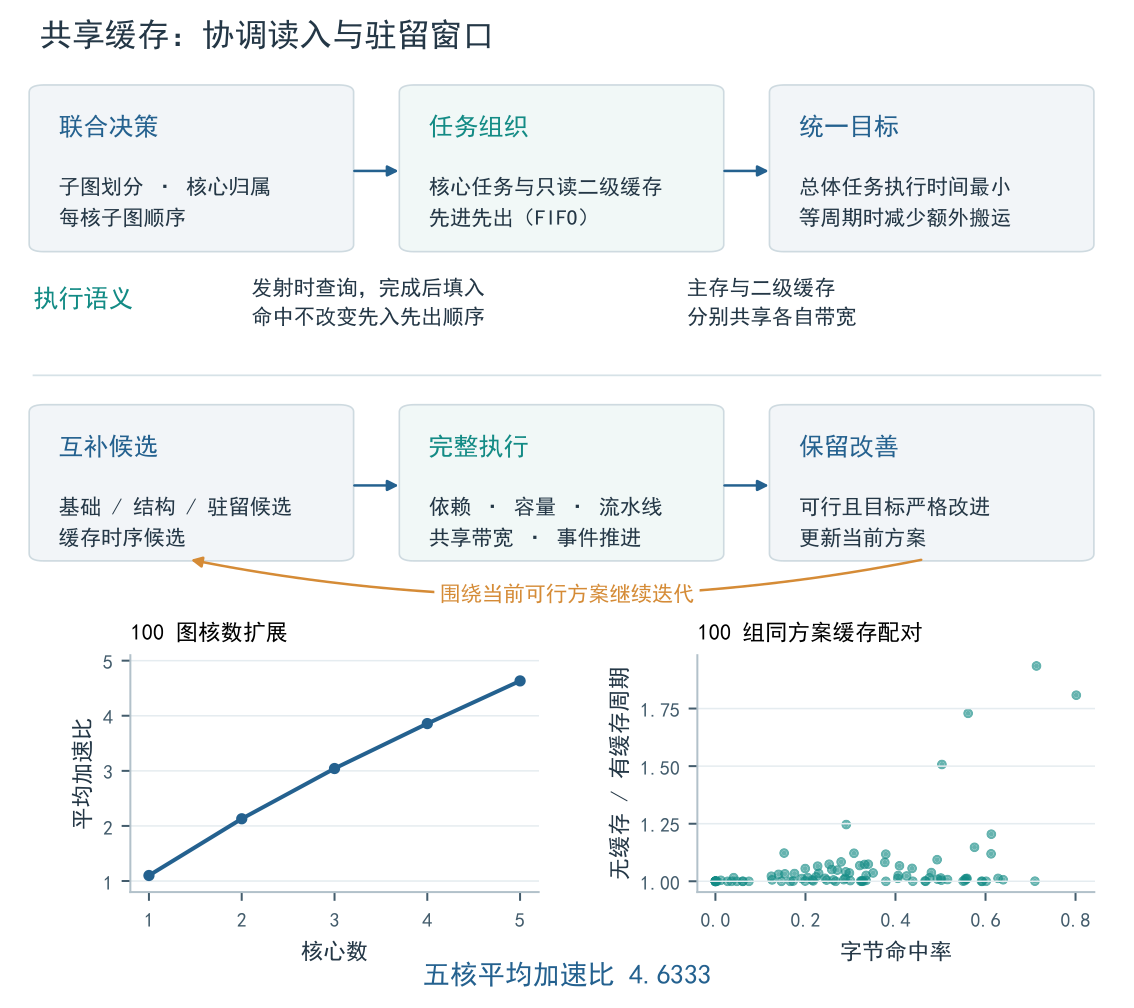 共享缓存：协调读入与驻留窗口
联合决策
子图划分 · 核心归属
每核子图顺序
任务组织
核心任务与只读二级缓存
先进先出（FIFO）
统一目标
总体任务执行时间最小
等周期时减少额外搬运
执行语义
发射时查询，完成后填入
命中不改变先入先出顺序
主存与二级缓存
分别共享各自带宽
互补候选
基础 / 结构 / 驻留候选
缓存时序候选
完整执行
依赖 · 容量 · 流水线
共享带宽 · 事件推进
保留改善
可行且目标严格改进
更新当前方案
围绕当前可行方案继续迭代
100 图核数扩展
平均加速比
5
4
3
2
1
1 2 3 4 5
核心数
100 组同方案缓存配对
无缓存 / 有缓存周期
1.75
1.50
1.25
1.00
0.0 0.2 0.4 0.6 0.8
字节命中率
五核平均加速比 4.6333